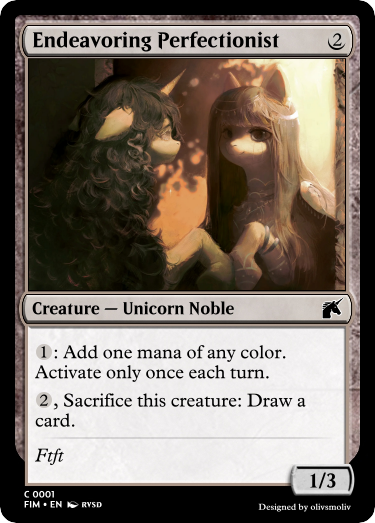 Endeavoring Perfectionist 2
Creature — Unicorn Noble
1: Add one mana of any color.
Activate only once each turn.
2, Sacrifice this creature: Draw a
card.
Ftft
1/3
C 0001
FIM • EN RVSD
Designed by olivsmoliv